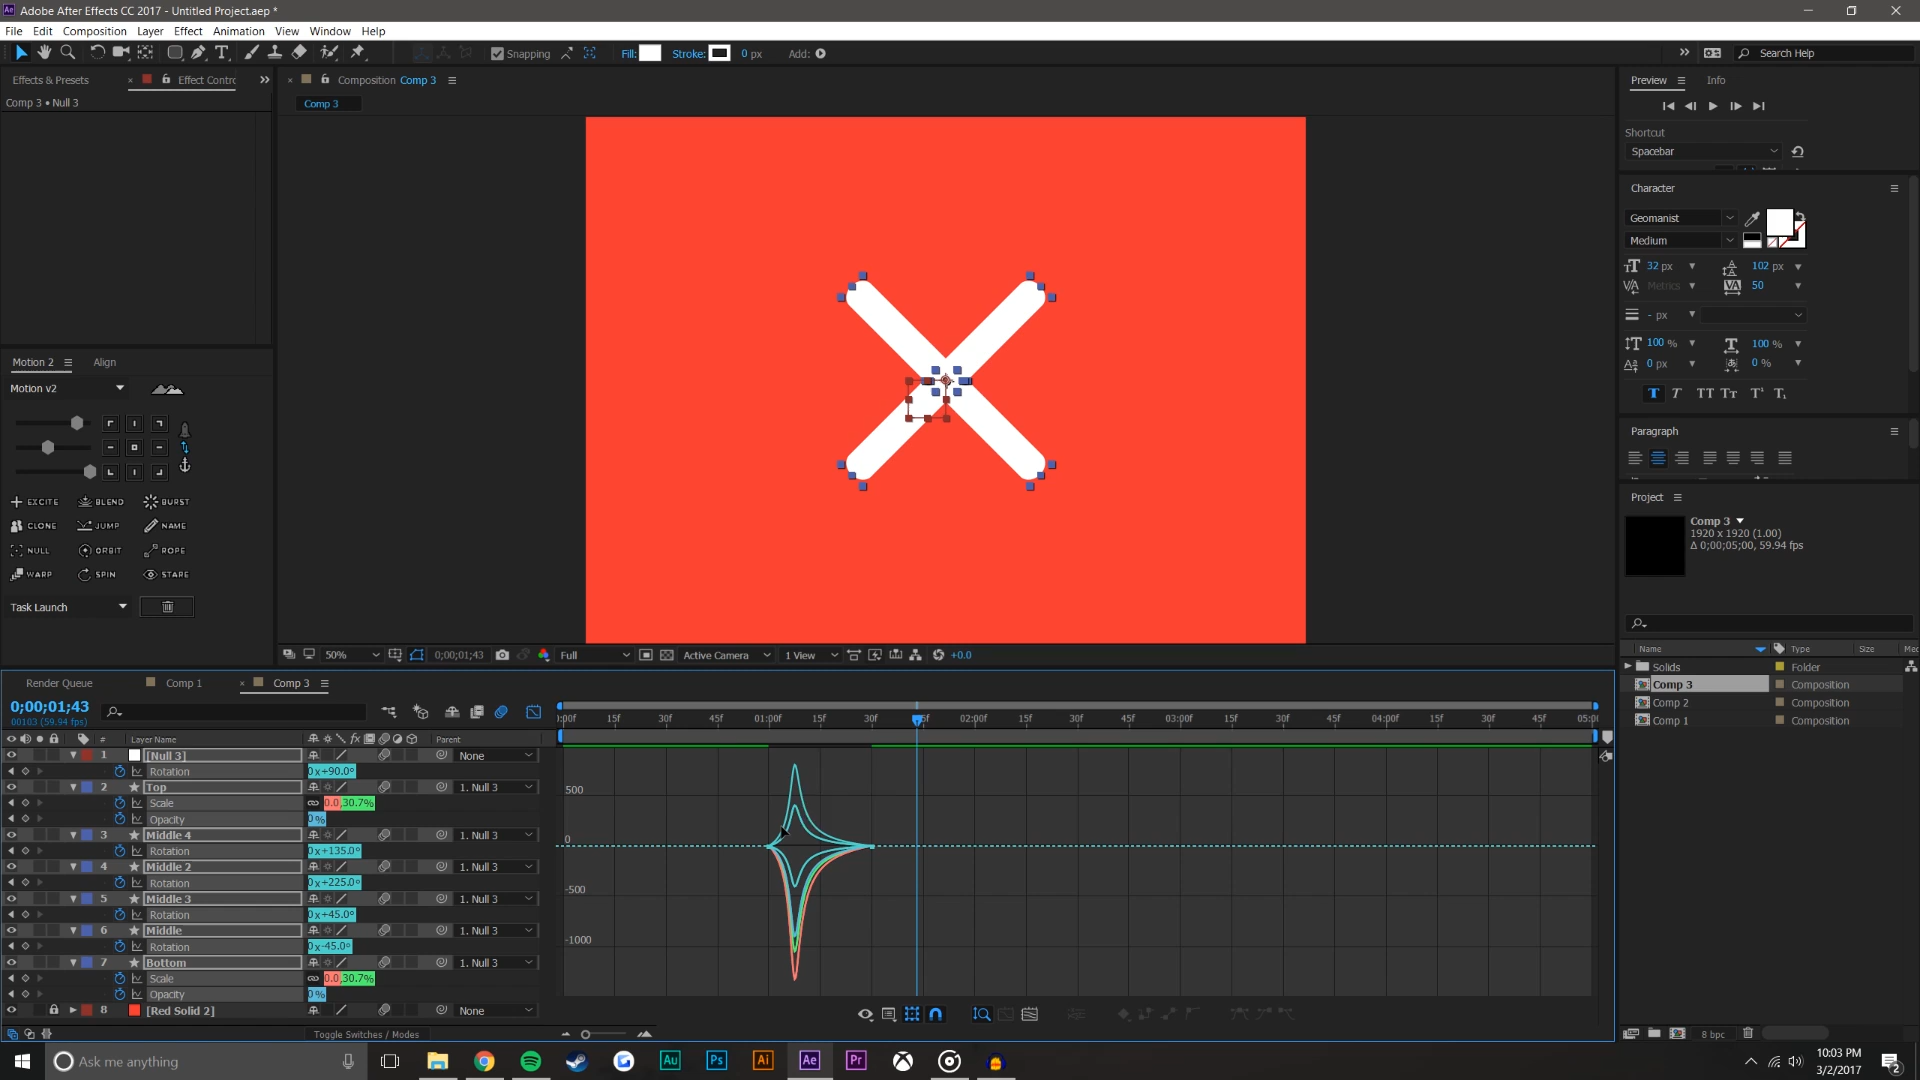 Adobe After Effects CC 2017 - Untitled Project.aep *
File Edit Composition Layer Effect Animation View Window Help
Snapping Fill: Stroke: 0 px Add: Search Help
Effects & Presets Effect Contro
Comp 3 • Null 3
Composition Comp 3
Comp 3
Preview Info
Shortcut
Spacebar
Character
Geomanist
Medium
32 px 102 px
Metrics 50
- px
100 % 100 %
0 px 0 %
Paragraph
Project
Comp 3
1920 x 1920 (1.00)
Δ 0;00;05;00, 59.94 fps
Name Type Size Mec
Solids Folder
Comp 3 Composition
Comp 2 Composition
Comp 1 Composition
8 bpc
Motion 2 Align
Motion v2
EXCITE BLEND BURST
CLONE JUMP NAME
NULL ORBIT ROPE
WARP SPIN STARE
Task Launch
50% 0;00;01;43 Full Active Camera 1 View +0.0
Render Queue Comp 1 Comp 3
0;00;01;43
00103 (59.94 fps)
:00f 15f 30f 45f 01:00f 15f 30f 5f 02:00f 15f 30f 45f 03:00f 15f 30f 45f 04:00f 15f 30f 45f 05:0
# Layer Name Parent
1 [Null 3] None
Rotation 0x+90.0°
2 Top 1. Null 3
Scale 0.0,30.7%
Opacity 0%
3 Middle 4 1. Null 3
Rotation 0x+135.0°
4 Middle 2 1. Null 3
Rotation 0x+225.0°
5 Middle 3 1. Null 3
Rotation 0x+45.0°
6 Middle 1. Null 3
Rotation 0x-45.0°
7 Bottom 1. Null 3
Scale 0.0,30.7%
Opacity 0%
8 [Red Solid 2] None
500
0
-500
-1000
Toggle Switches / Modes
Ask me anything
Au Ps Ai Ae Pr
10:03 PM
3/2/2017
2